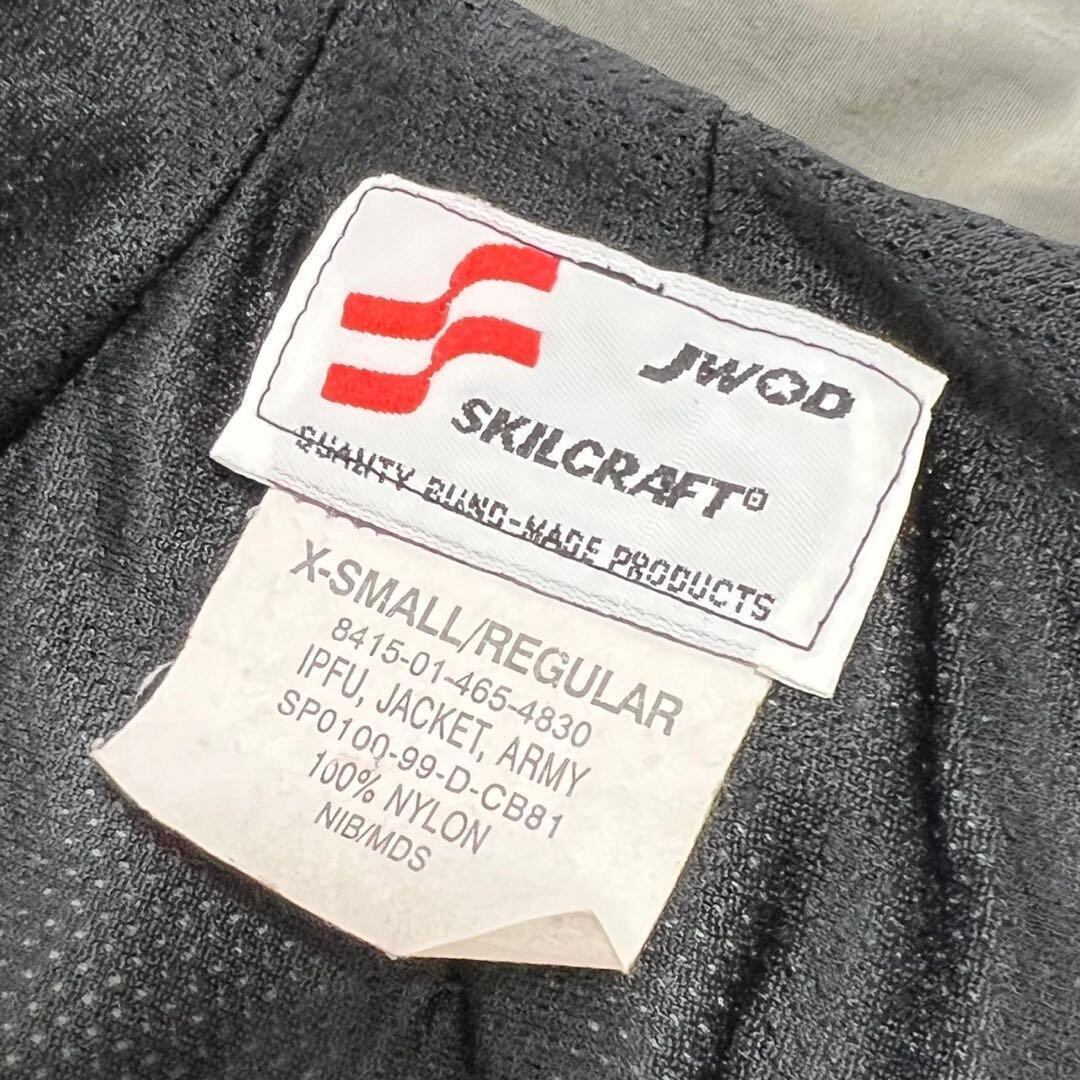 JWOD
SKILCRAFT®
QUALITY BLIND-MADE PRODUCTS
X-SMALL/REGULAR
8415-01-465-4830
IPFU, JACKET, ARMY
SP0100-99-D-CB81
100% NYLON
NIB/MDS